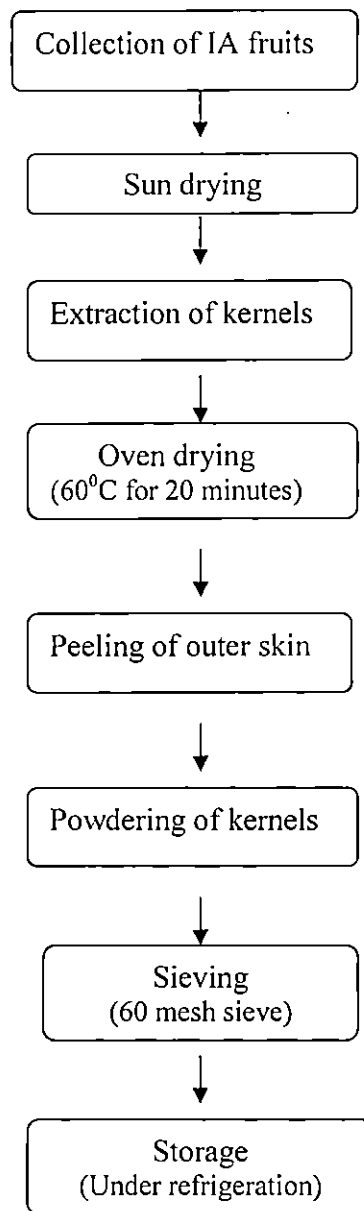 Collection of IA fruits
Sun drying
Extraction of kernels
Oven drying
(60⁰C for 20 minutes)
Peeling of outer skin
Powdering of kernels
Sieving
(60 mesh sieve)
Storage
(Under refrigeration)